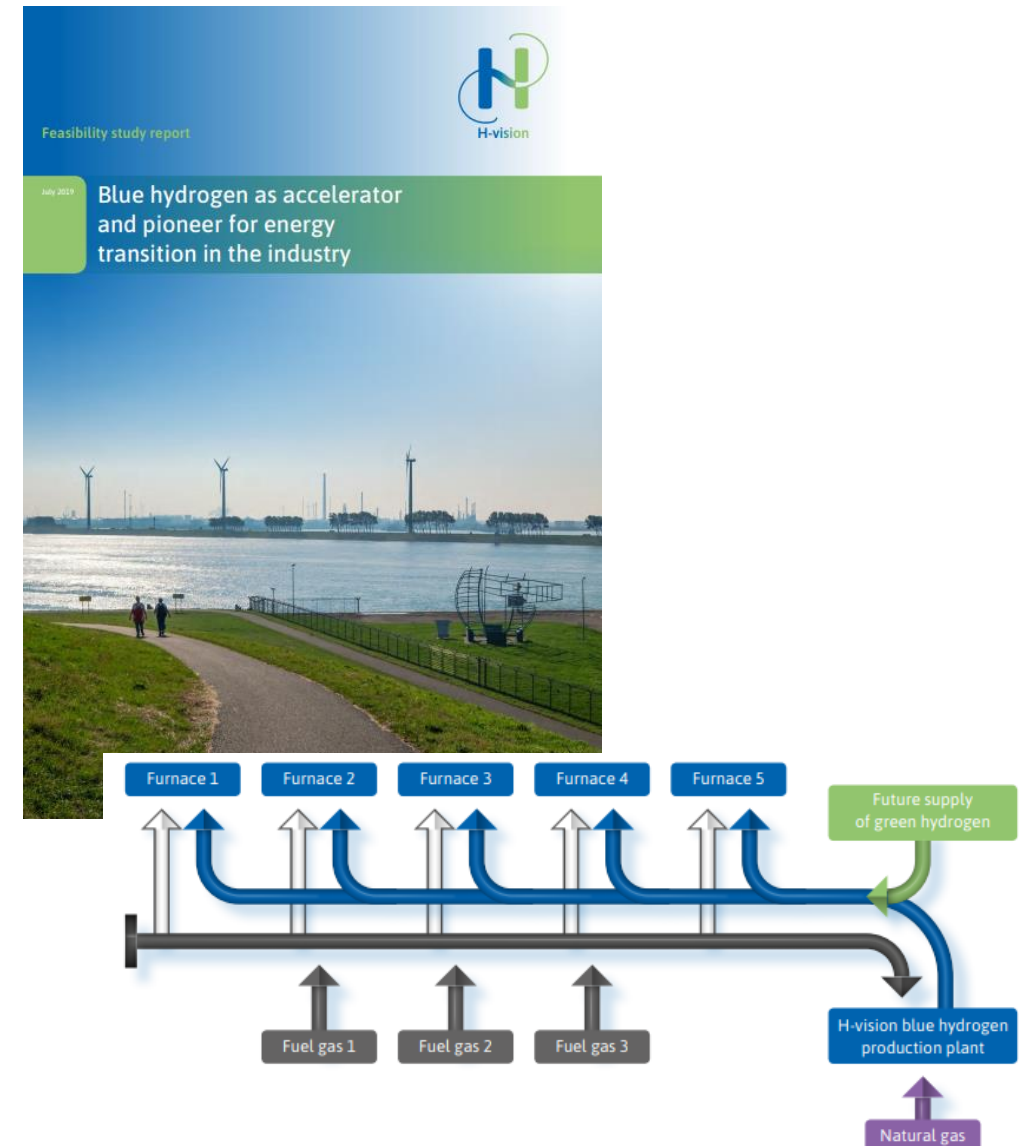 Feasibility study report
H-vision
July 2019
Blue hydrogen as accelerator
and pioneer for energy
transition in the industry
Furnace 1
Furnace 2
Furnace 3
Furnace 4
Furnace 5
Future supply
of green hydrogen
Fuel gas 1
Fuel gas 2
Fuel gas 3
H-vision blue hydrogen
production plant
Natural gas